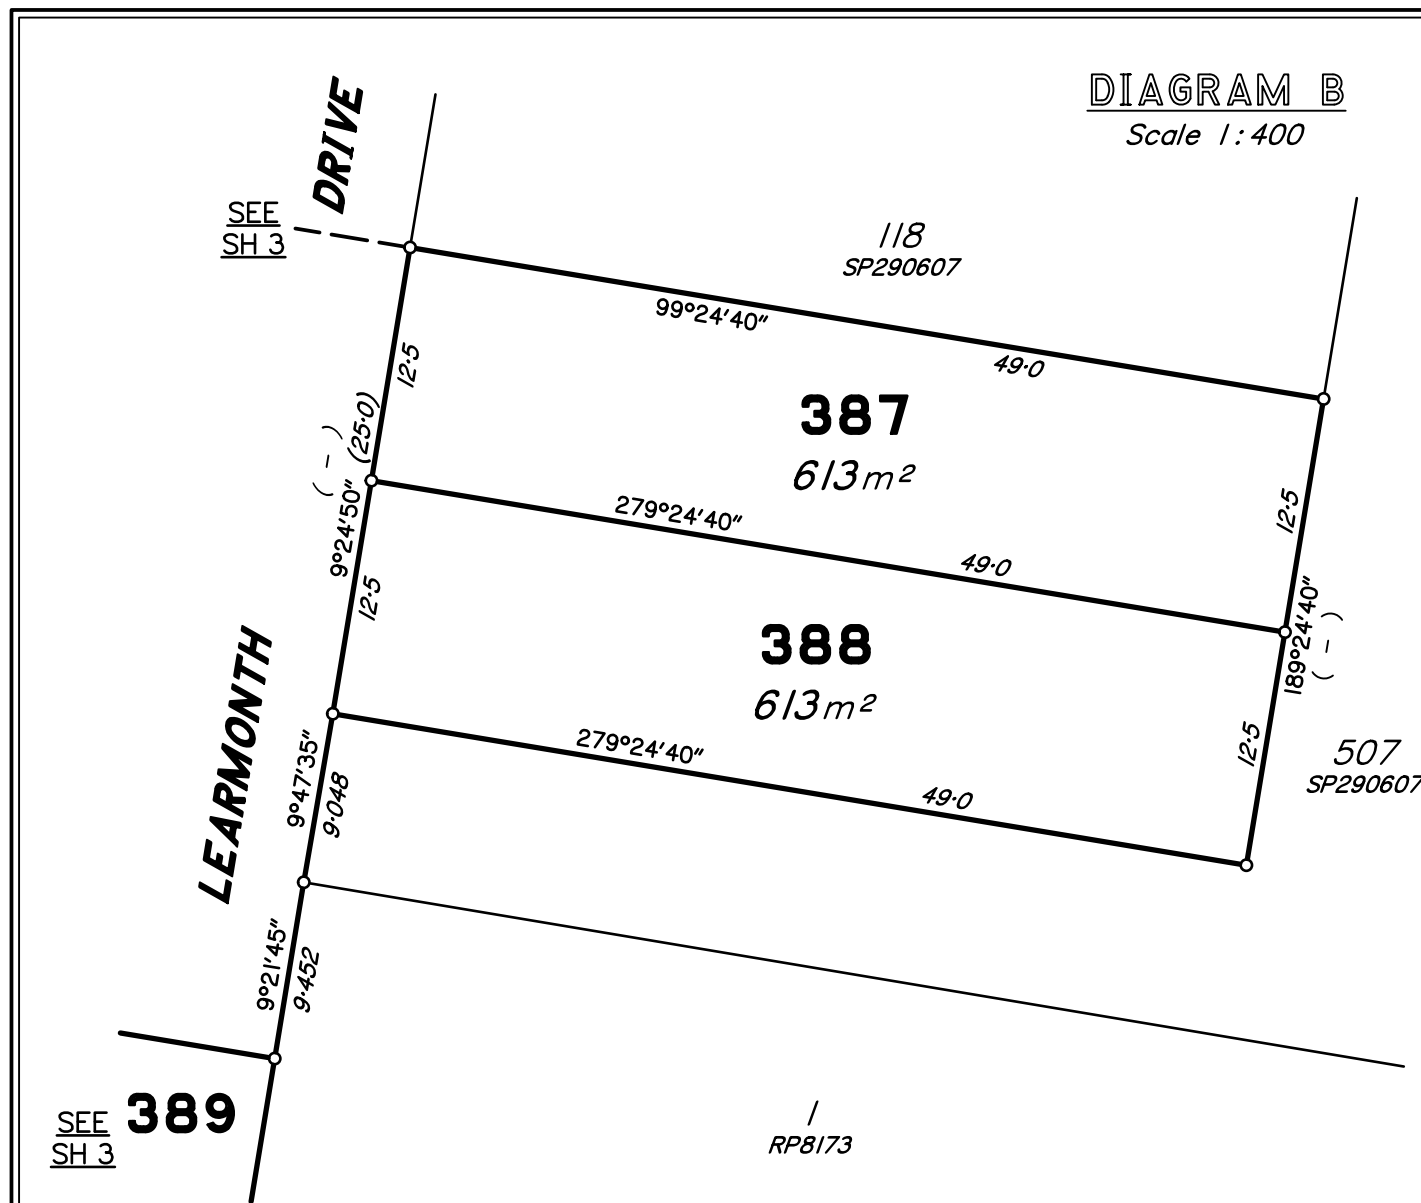 DIAGRAM B
Scale 1:400
DRIVE
SEE
SH 3
118
SP290607
99°24'40"
49·0
12·5
387
613m²
(25·0)
( - )
9°24'50"
279°24'40"
49·0
12·5
12·5
388
613m²
189°24'40"
( - )
LEARMONTH
279°24'40"
49·0
12·5
507
SP290607
9°47'35"
9·048
9°21'45"
9·452
SEE
SH 3
389
1
RP8173